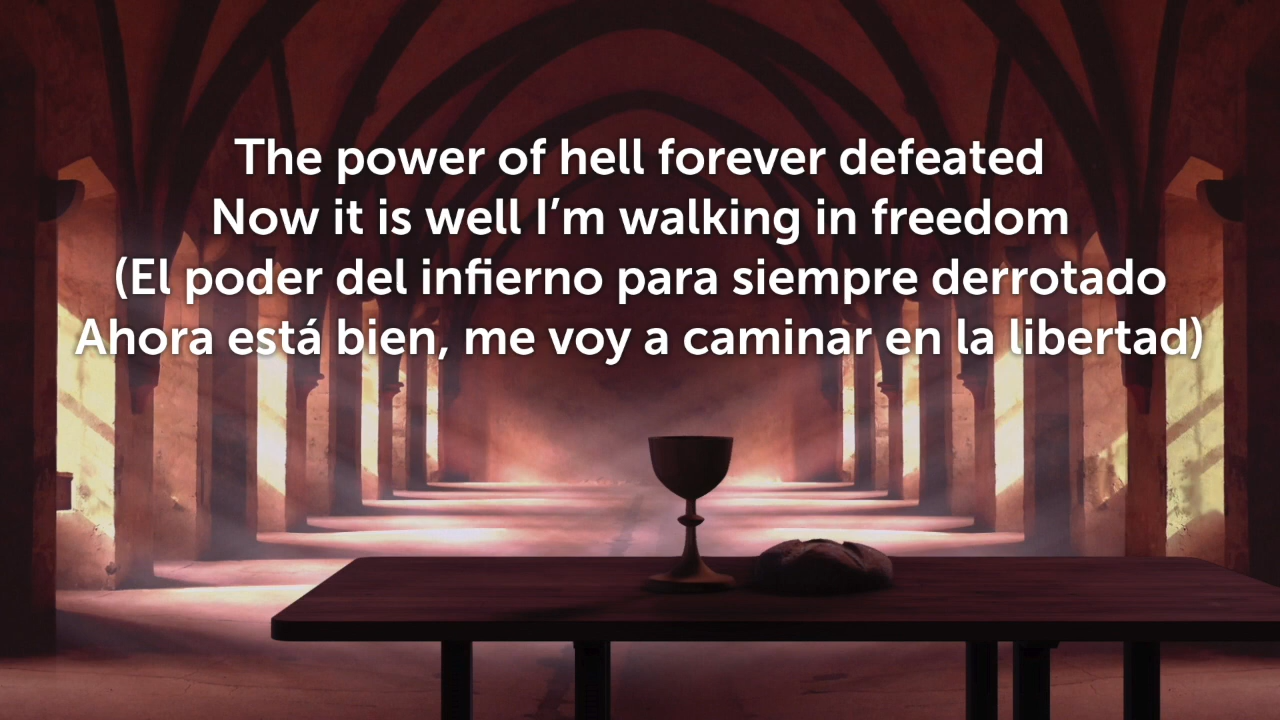 The power of hell forever defeated
Now it is well I’m walking in freedom
(El poder del infierno para siempre derrotado
Ahora está bien, me voy a caminar en la libertad)